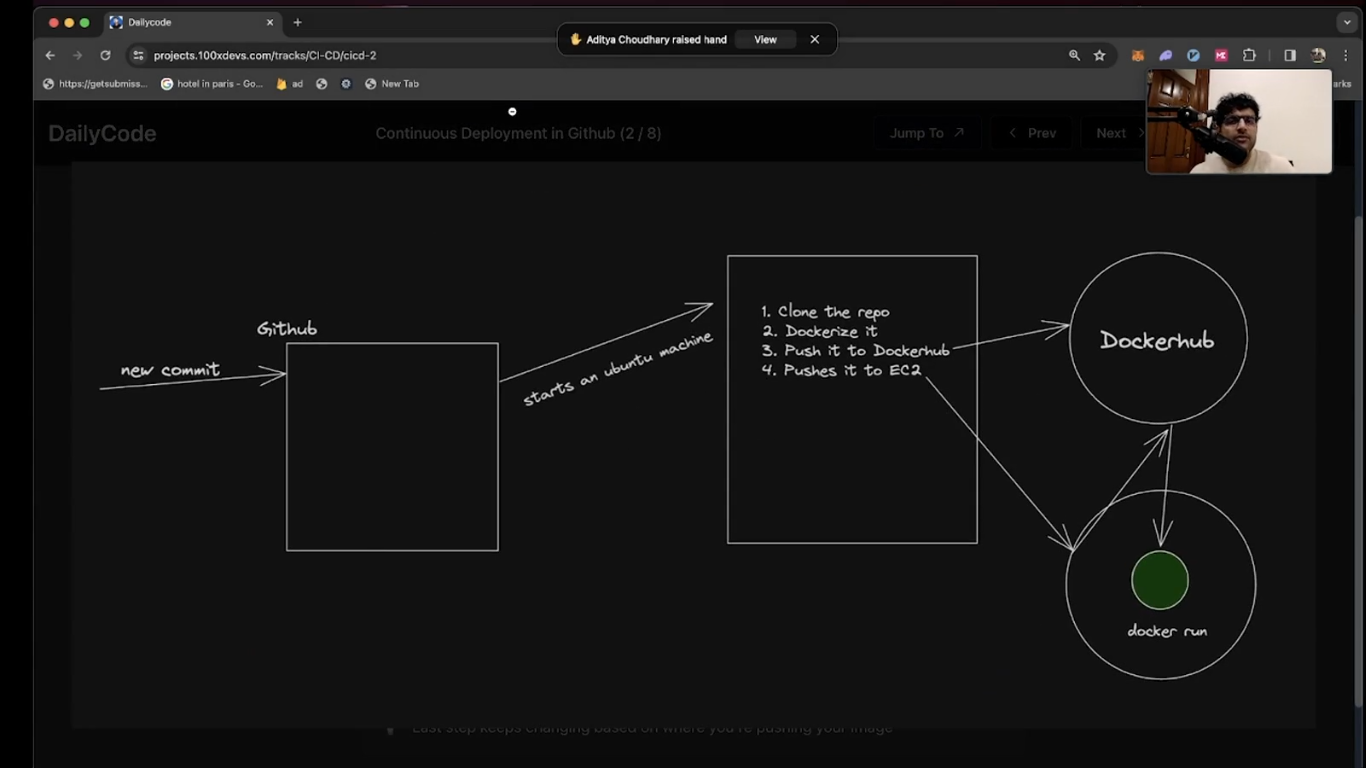 Dailycode
Aditya Choudhary raised hand
View
projects.100xdevs.com/tracks/CI-CD/cicd-2
https://getsubmiss...
hotel in paris - Go...
ad
New Tab
arks
DailyCode
Continuous Deployment in Github (2 / 8)
Jump To
Prev
Next
Github
new commit
starts an ubuntu machine
1. Clone the repo
2. Dockerize it
3. Push it to Dockerhub
4. Pushes it to EC2
Dockerhub
docker run
Last step keeps changing based on where you're pushing your image